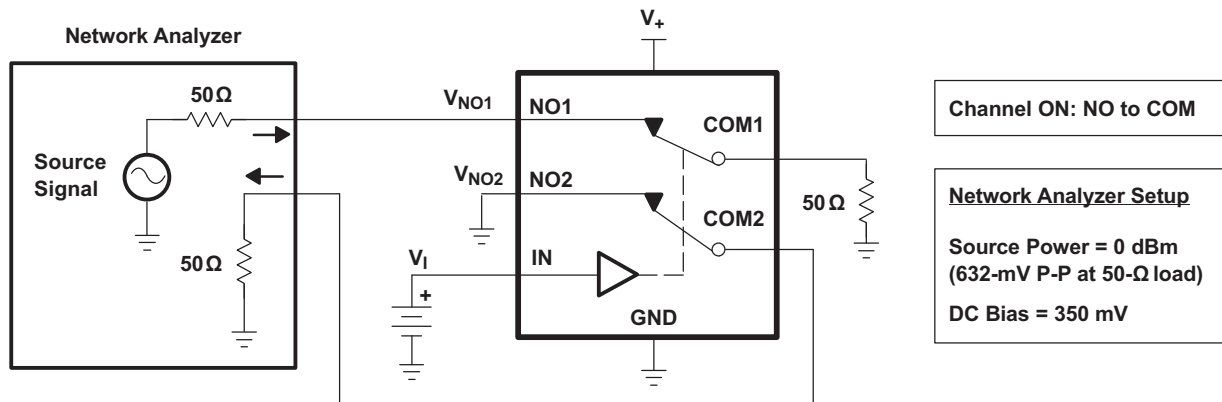 V+
Network Analyzer
50Ω
VNO1
NO1
COM1
Channel ON: NO to COM
Source
Signal
VNO2
NO2
COM2
50Ω
50Ω
VI
IN
+
GND
Network Analyzer Setup
Source Power = 0 dBm
(632-mV P-P at 50-Ω load)
DC Bias = 350 mV